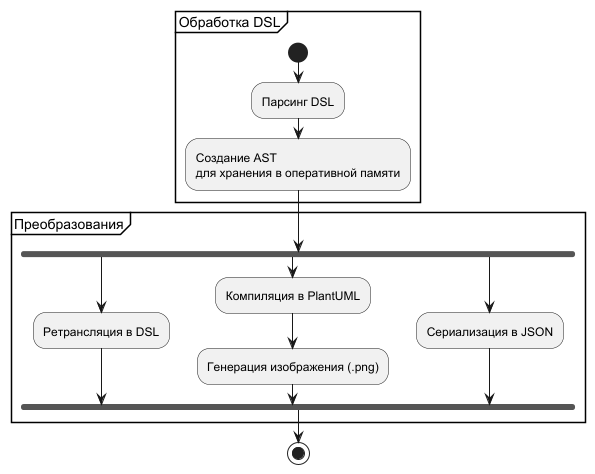 Обработка DSL
Парсинг DSL
Создание AST
для хранения в оперативной памяти
Преобразования
Компиляция в PlantUML
Ретрансляция в DSL
Сериализация в JSON
Генерация изображения (.png)